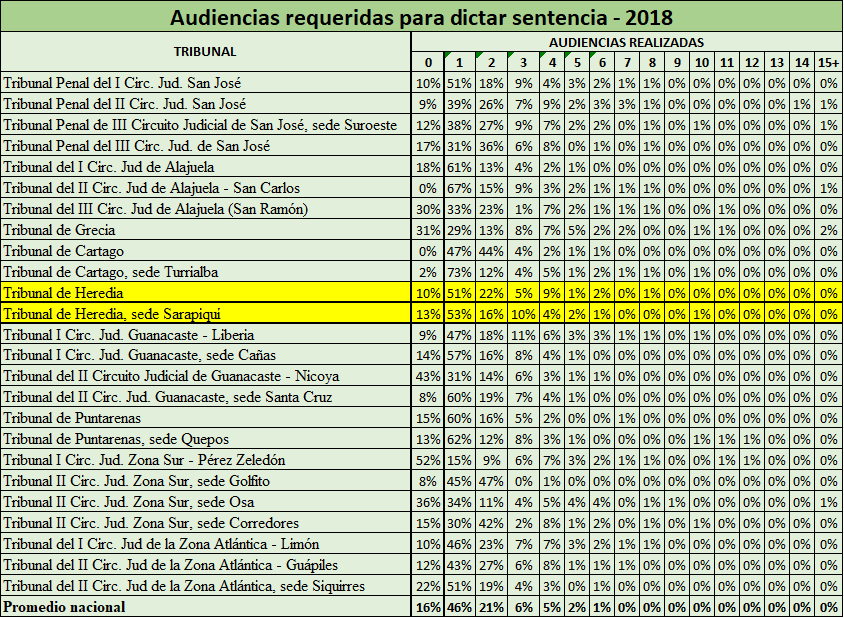 Audiencias requeridas para dictar sentencia - 2018
TRIBUNAL
AUDIENCIAS REALIZADAS
0 1 2 3 4 5 6 7 8 9 10 11 12 13 14 15+
Tribunal Penal del I Circ. Jud. San José 10% 51% 18% 9% 4% 3% 2% 1% 1% 0% 0% 0% 0% 0% 0% 0%
Tribunal Penal del II Circ. Jud. San José 9% 39% 26% 7% 9% 2% 3% 3% 1% 0% 0% 0% 0% 0% 1% 1%
Tribunal Penal de III Circuito Judicial de San José, sede Suroeste 12% 38% 27% 9% 7% 2% 2% 0% 1% 0% 1% 0% 0% 0% 0% 1%
Tribunal Penal del III Circ. Jud. de San José 17% 31% 36% 6% 8% 0% 1% 0% 1% 0% 0% 0% 0% 0% 0% 0%
Tribunal del I Circ. Jud de Alajuela 18% 61% 13% 4% 2% 1% 0% 0% 0% 0% 0% 0% 0% 0% 0% 0%
Tribunal del II Circ. Jud de Alajuela - San Carlos 0% 67% 15% 9% 3% 2% 1% 1% 1% 0% 0% 0% 0% 0% 0% 1%
Tribunal del III Circ. Jud de Alajuela (San Ramón) 30% 33% 23% 1% 7% 2% 1% 1% 1% 0% 0% 1% 0% 0% 0% 0%
Tribunal de Grecia 31% 29% 13% 8% 7% 5% 2% 2% 0% 0% 1% 1% 0% 0% 0% 2%
Tribunal de Cartago 0% 47% 44% 4% 2% 1% 1% 0% 0% 0% 0% 0% 0% 0% 0% 0%
Tribunal de Cartago, sede Turrialba 2% 73% 12% 4% 5% 1% 2% 1% 1% 0% 1% 0% 0% 0% 0% 0%
Tribunal de Heredia 10% 51% 22% 5% 9% 1% 2% 0% 1% 0% 0% 0% 0% 0% 0% 0%
Tribunal de Heredia, sede Sarapiqui 13% 53% 16% 10% 4% 2% 1% 0% 0% 0% 1% 0% 0% 0% 0% 0%
Tribunal I Circ. Jud. Guanacaste - Liberia 9% 47% 18% 11% 6% 3% 3% 1% 1% 0% 1% 0% 0% 0% 0% 0%
Tribunal I Circ. Jud. Guanacaste, sede Cañas 14% 57% 16% 8% 4% 1% 0% 0% 0% 0% 0% 0% 0% 0% 0% 0%
Tribunal del II Circuito Judicial de Guanacaste - Nicoya 43% 31% 14% 6% 3% 1% 1% 0% 0% 0% 0% 0% 0% 0% 0% 0%
Tribunal del II Circ. Jud. Guanacaste, sede Santa Cruz 8% 60% 19% 7% 4% 1% 0% 0% 0% 0% 0% 0% 0% 0% 0% 0%
Tribunal de Puntarenas 15% 60% 16% 5% 2% 0% 0% 1% 0% 0% 0% 0% 0% 0% 0% 0%
Tribunal de Puntarenas, sede Quepos 13% 62% 12% 8% 3% 1% 0% 0% 0% 0% 1% 1% 1% 0% 0% 0%
Tribunal I Circ. Jud. Zona Sur - Pérez Zeledón 52% 15% 9% 6% 7% 3% 2% 1% 1% 0% 0% 1% 1% 0% 0% 0%
Tribunal II Circ. Jud. Zona Sur, sede Golfito 8% 45% 47% 0% 1% 0% 0% 0% 0% 0% 0% 0% 0% 0% 0% 0%
Tribunal II Circ. Jud. Zona Sur, sede Osa 36% 34% 11% 4% 5% 4% 4% 0% 1% 1% 0% 0% 0% 0% 0% 1%
Tribunal II Circ. Jud. Zona Sur, sede Corredores 15% 30% 42% 2% 8% 1% 2% 0% 1% 0% 1% 0% 0% 0% 0% 0%
Tribunal del I Circ. Jud de la Zona Atlántica - Limón 10% 46% 23% 7% 7% 3% 2% 1% 1% 0% 0% 0% 0% 0% 0% 0%
Tribunal del II Circ. Jud de la Zona Atlántica - Guápiles 12% 43% 27% 6% 8% 1% 1% 1% 0% 0% 0% 0% 0% 0% 0% 0%
Tribunal del II Circ. Jud de la Zona Atlántica, sede Siquirres 22% 51% 19% 4% 3% 0% 1% 0% 0% 0% 0% 0% 0% 0% 0% 0%
Promedio nacional 16% 46% 21% 6% 5% 2% 1% 0% 0% 0% 0% 0% 0% 0% 0% 0%